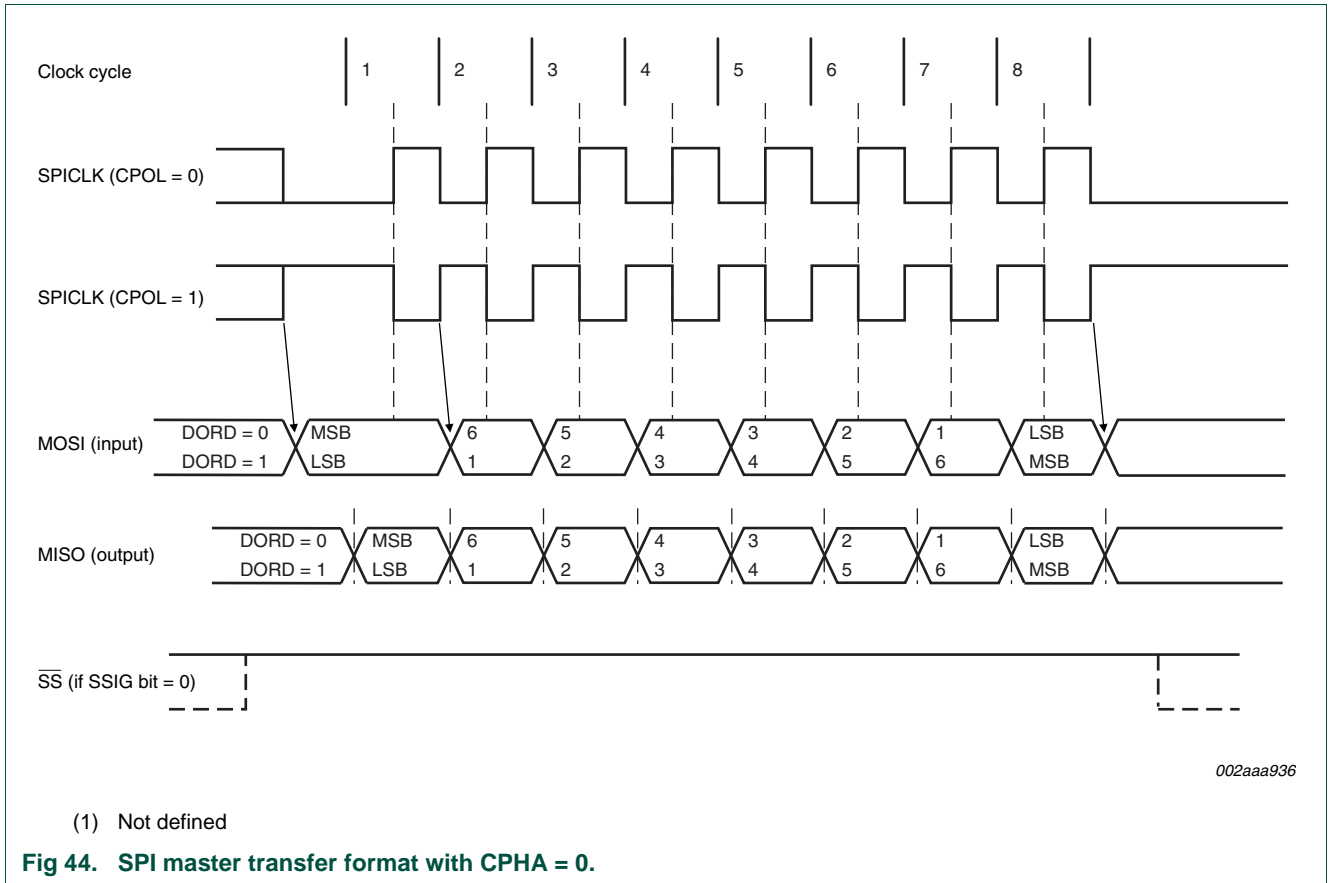 Clock cycle 1 2 3 4 5 6 7 8
SPICLK (CPOL = 0)
SPICLK (CPOL = 1)
MOSI (input)
DORD = 0 MSB 6 5 4 3 2 1 LSB
DORD = 1 LSB 1 2 3 4 5 6 MSB
MISO (output)
DORD = 0 MSB 6 5 4 3 2 1 LSB
DORD = 1 LSB 1 2 3 4 5 6 MSB
S̅S̅ (if SSIG bit = 0)
002aaa936
(1) Not defined
Fig 44. SPI master transfer format with CPHA = 0.